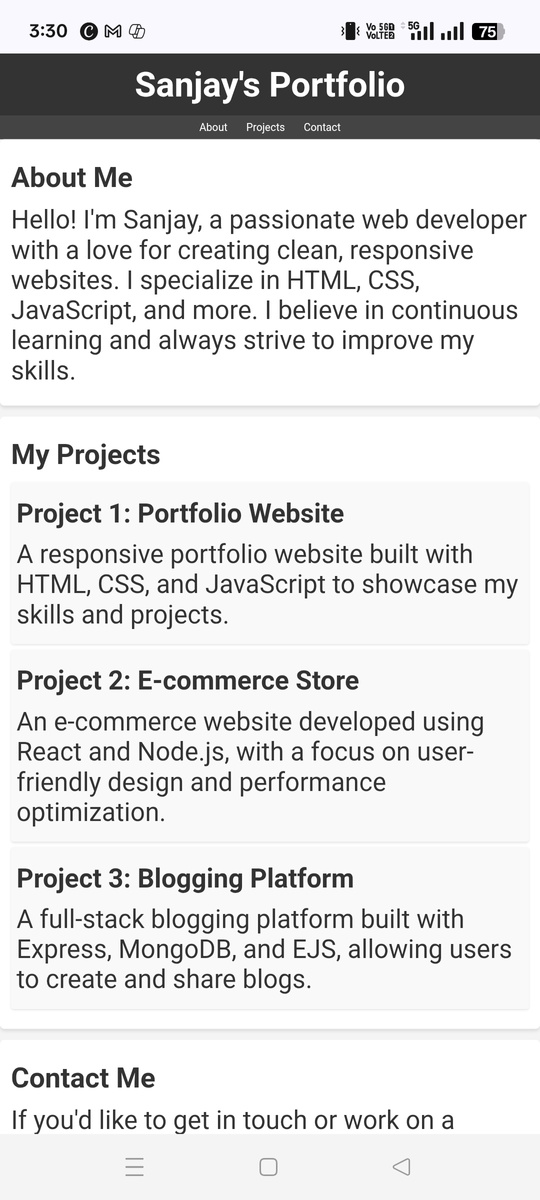 3:30
Vo 5G
VoLTED
5G
75
Sanjay's Portfolio
About Projects Contact
About Me
Hello! I'm Sanjay, a passionate web developer
with a love for creating clean, responsive
websites. I specialize in HTML, CSS,
JavaScript, and more. I believe in continuous
learning and always strive to improve my
skills.
My Projects
Project 1: Portfolio Website
A responsive portfolio website built with
HTML, CSS, and JavaScript to showcase my
skills and projects.
Project 2: E-commerce Store
An e-commerce website developed using
React and Node.js, with a focus on user-
friendly design and performance
optimization.
Project 3: Blogging Platform
A full-stack blogging platform built with
Express, MongoDB, and EJS, allowing users
to create and share blogs.
Contact Me
If you'd like to get in touch or work on a